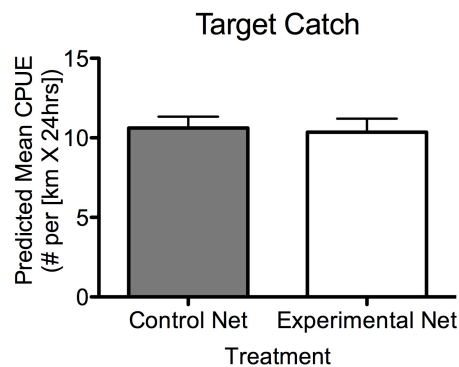 Target Catch
Predicted Mean CPUE
(# per [km X 24hrs])
15
10
5
0
Control Net
Experimental Net
Treatment